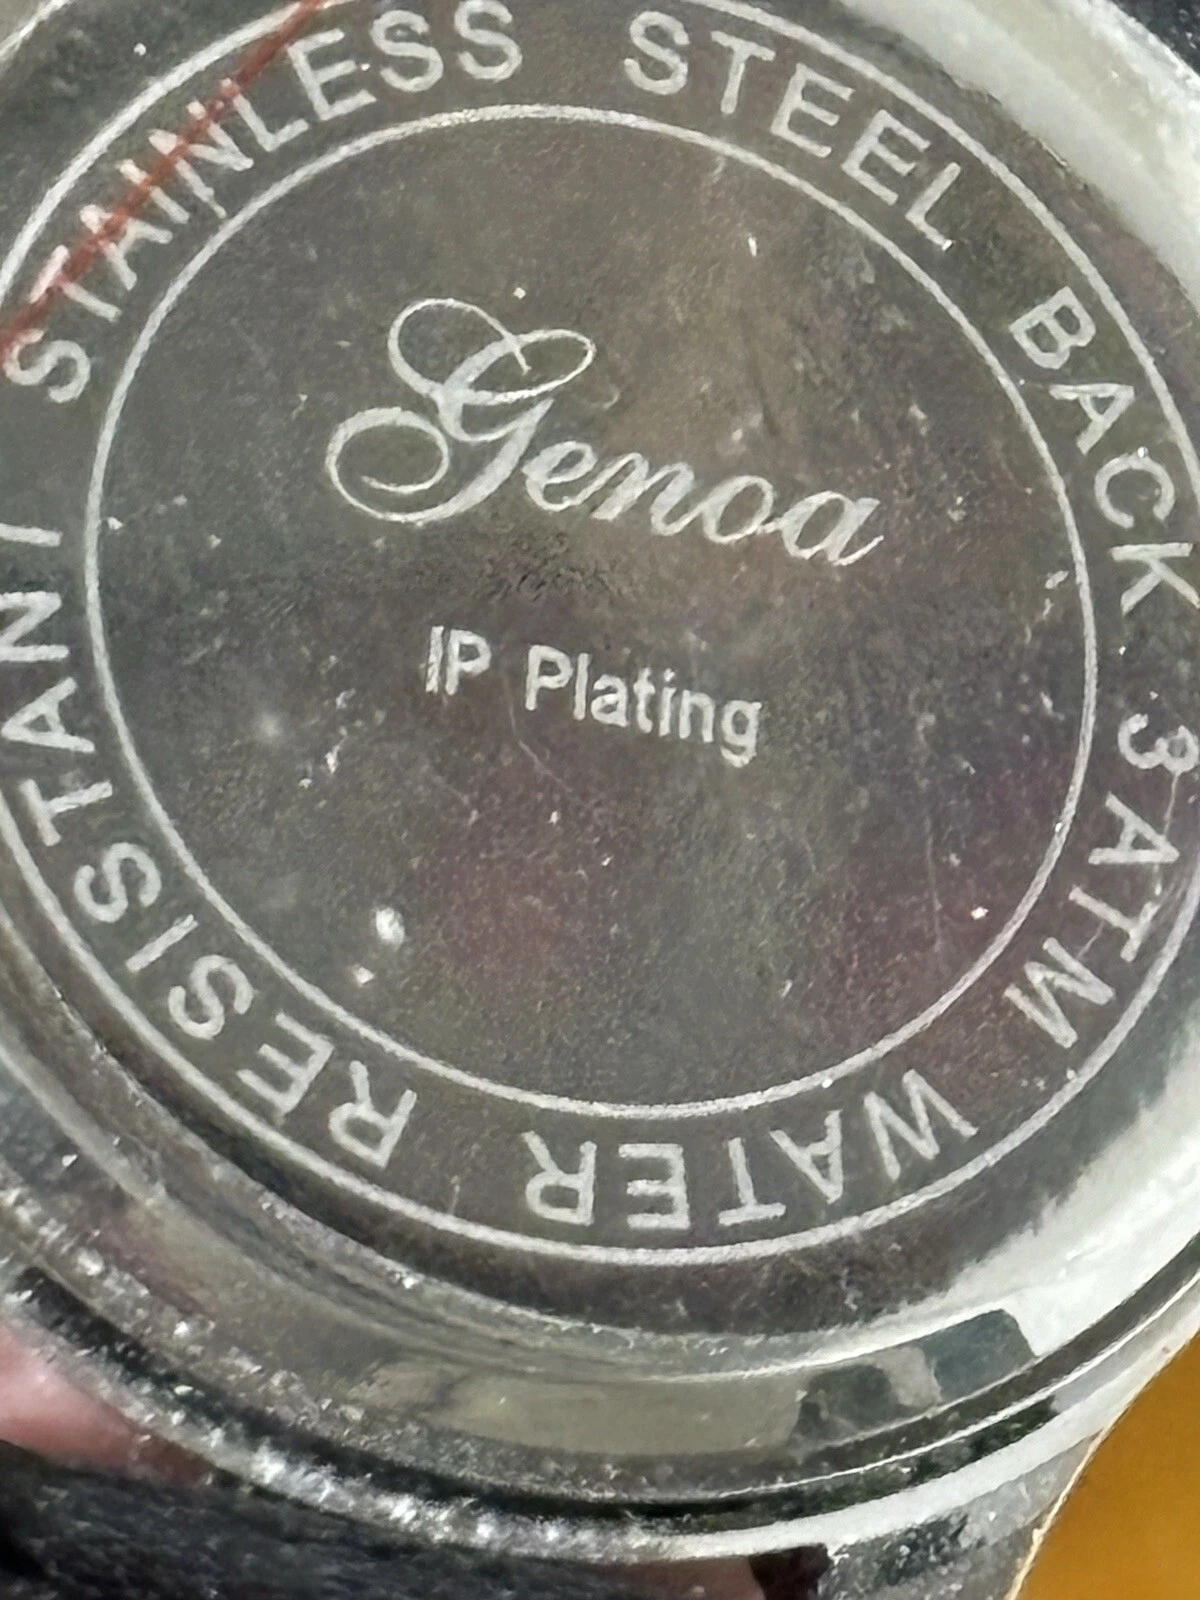 STAINLESS STEEL BACK 3ATM WATER RESISTANT
Genoa
IP Plating